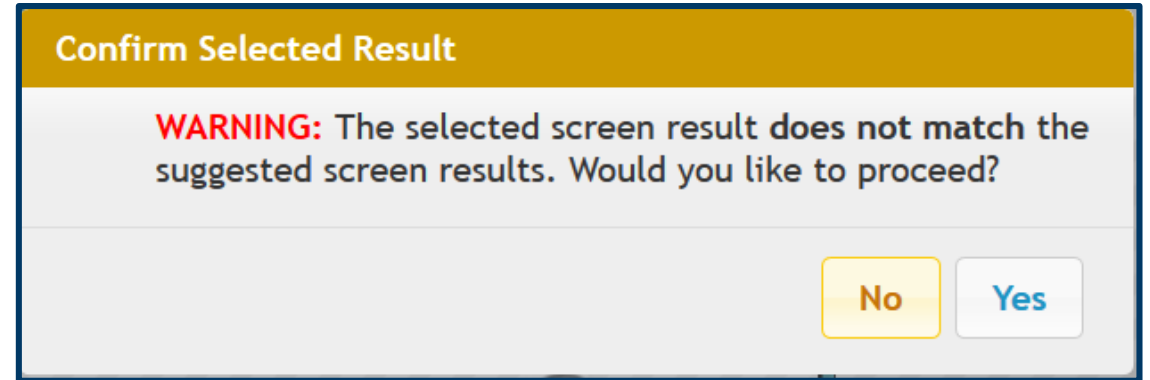 Confirm Selected Result
WARNING: The selected screen result does not match the
suggested screen results. Would you like to proceed?
No
Yes